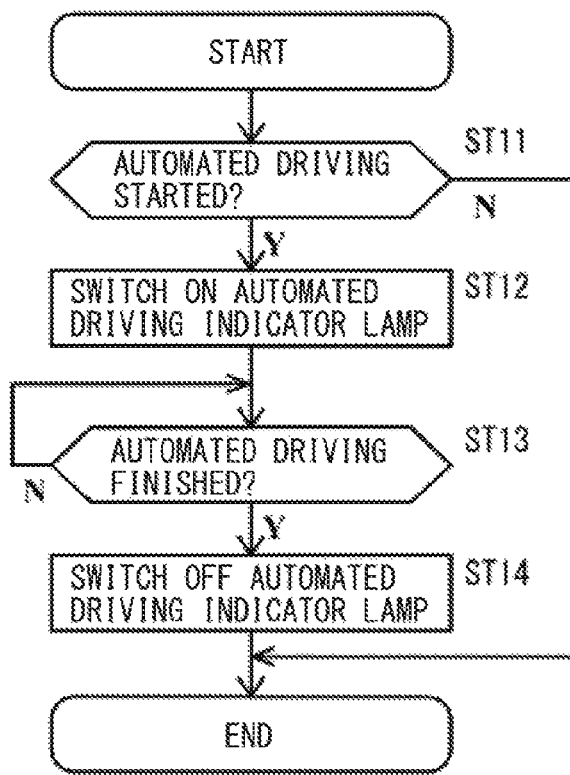 START
AUTOMATED DRIVING
STARTED?
ST11
N
Y
SWITCH ON AUTOMATED
DRIVING INDICATOR LAMP
ST12
AUTOMATED DRIVING
FINISHED?
ST13
N
Y
SWITCH OFF AUTOMATED
DRIVING INDICATOR LAMP
ST14
END